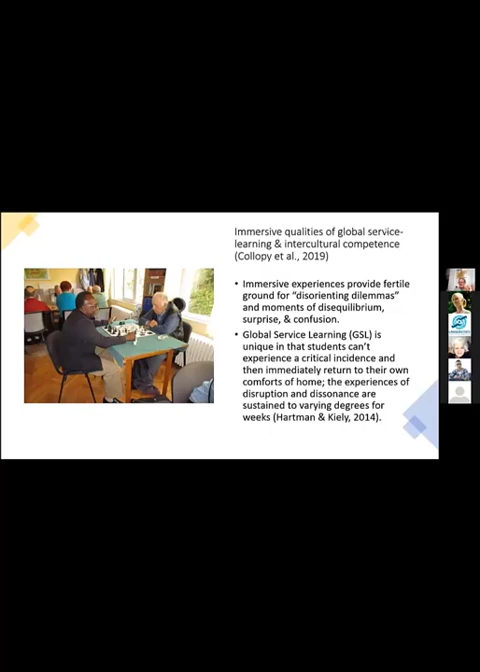 Immersive qualities of global service-
learning & intercultural competence
(Collopy et al., 2019)
• Immersive experiences provide fertile
ground for “disorienting dilemmas”
and moments of disequilibrium,
surprise, & confusion.
• Global Service Learning (GSL) is
unique in that students can’t
experience a critical incidence and
then immediately return to their own
comforts of home; the experiences of
disruption and dissonance are
sustained to varying degrees for
weeks (Hartman & Kiely, 2014).